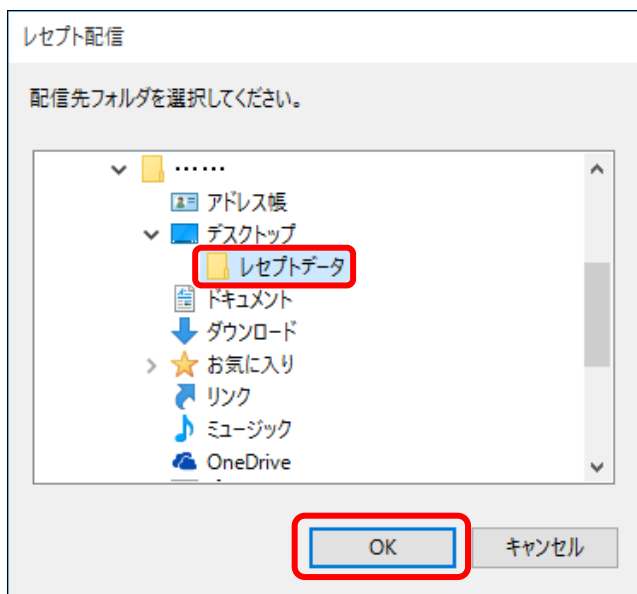 レセプト配信
配信先フォルダを選択してください。
……
アドレス帳
デスクトップ
レセプトデータ
ドキュメント
ダウンロード
お気に入り
リンク
ミュージック
OneDrive
OK
キャンセル